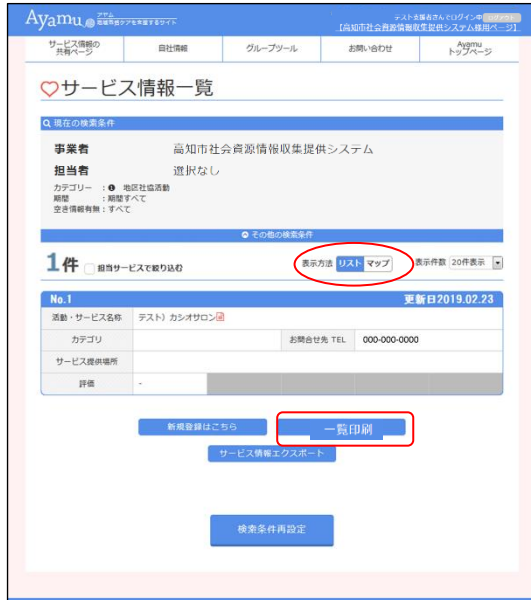 Ayamu アヤム 地域包括ケアを支援するサイト
テスト支援者さん でログイン中 ログアウト
【高知市社会資源情報収集提供システム様用ページ】
サービス情報の
共有ページ
自社情報
グループツール
お問い合わせ
Ayamu
トップページ
サービス情報一覧
現在の検索条件
事業者 高知市社会資源情報収集提供システム
担当者 選択なし
カテゴリー :❶ 地区社協活動
期間 :期間すべて
空き情報有無:すべて
その他の検索条件
1件 担当サービスで絞り込む 表示方法 リスト マップ 表示件数 20件表示
No.1 更新日2019.02.23
活動・サービス名称 テスト）カシオサロン
カテゴリ お問合せ先 TEL 000-000-0000
サービス提供場所
評価 -
新規登録はこちら 一覧印刷
サービス情報エクスポート
検索条件再設定